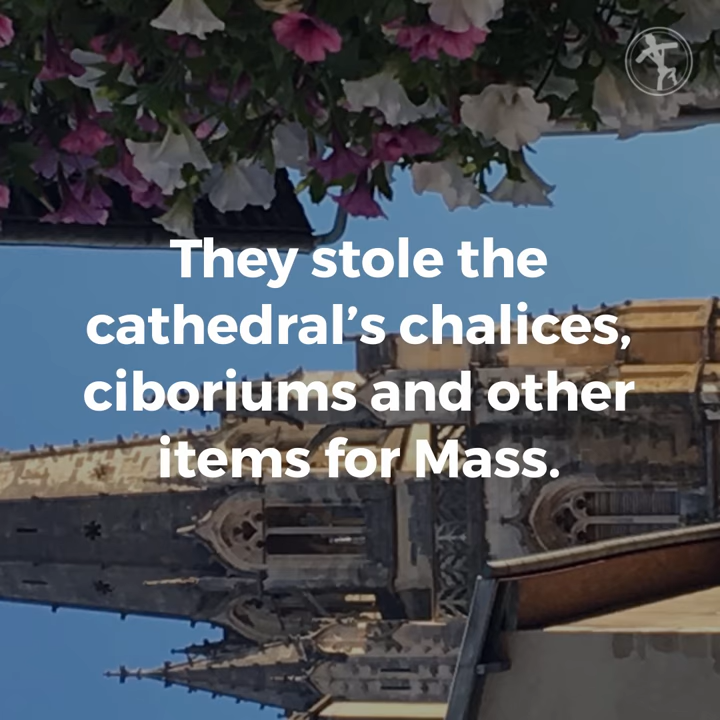 They stole the
cathedral’s chalices,
ciboriums and other
items for Mass.